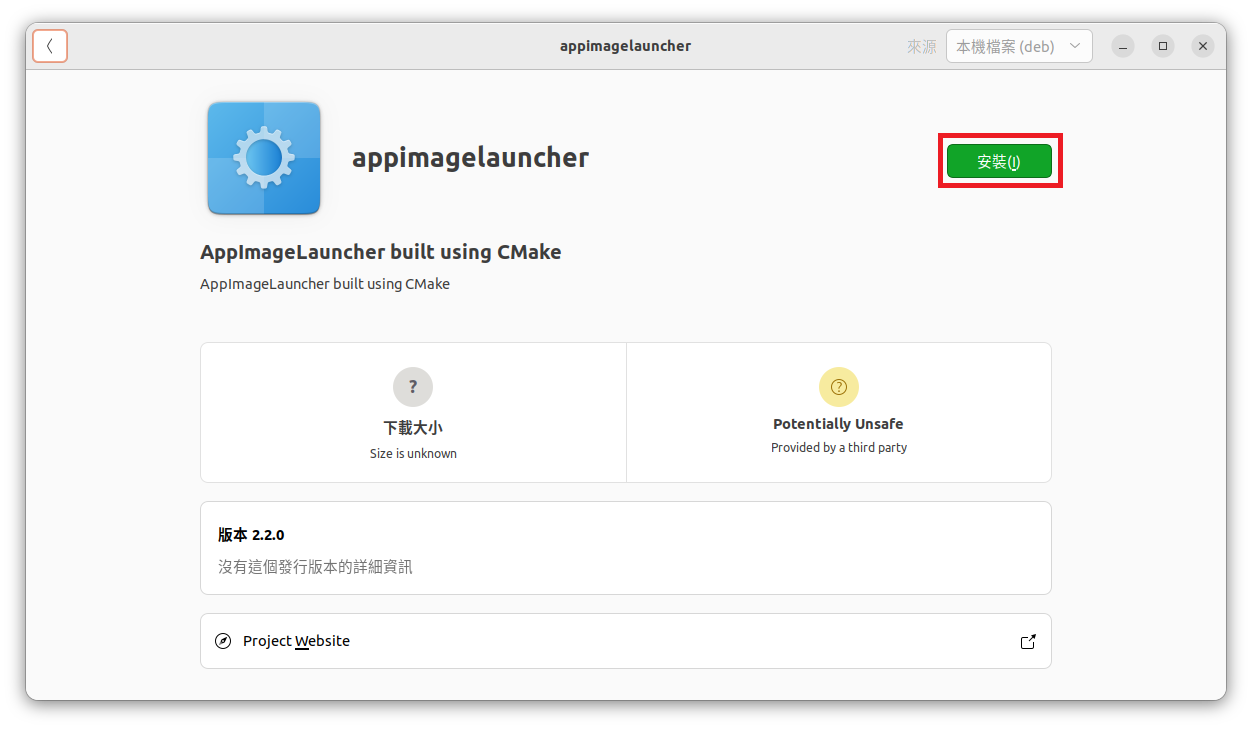 appimagelauncher
來源
本機檔案 (deb)
appimagelauncher
安裝(I)
AppImageLauncher built using CMake
AppImageLauncher built using CMake
?
下載大小
Size is unknown
?
Potentially Unsafe
Provided by a third party
版本 2.2.0
沒有這個發行版本的詳細資訊
Project Website